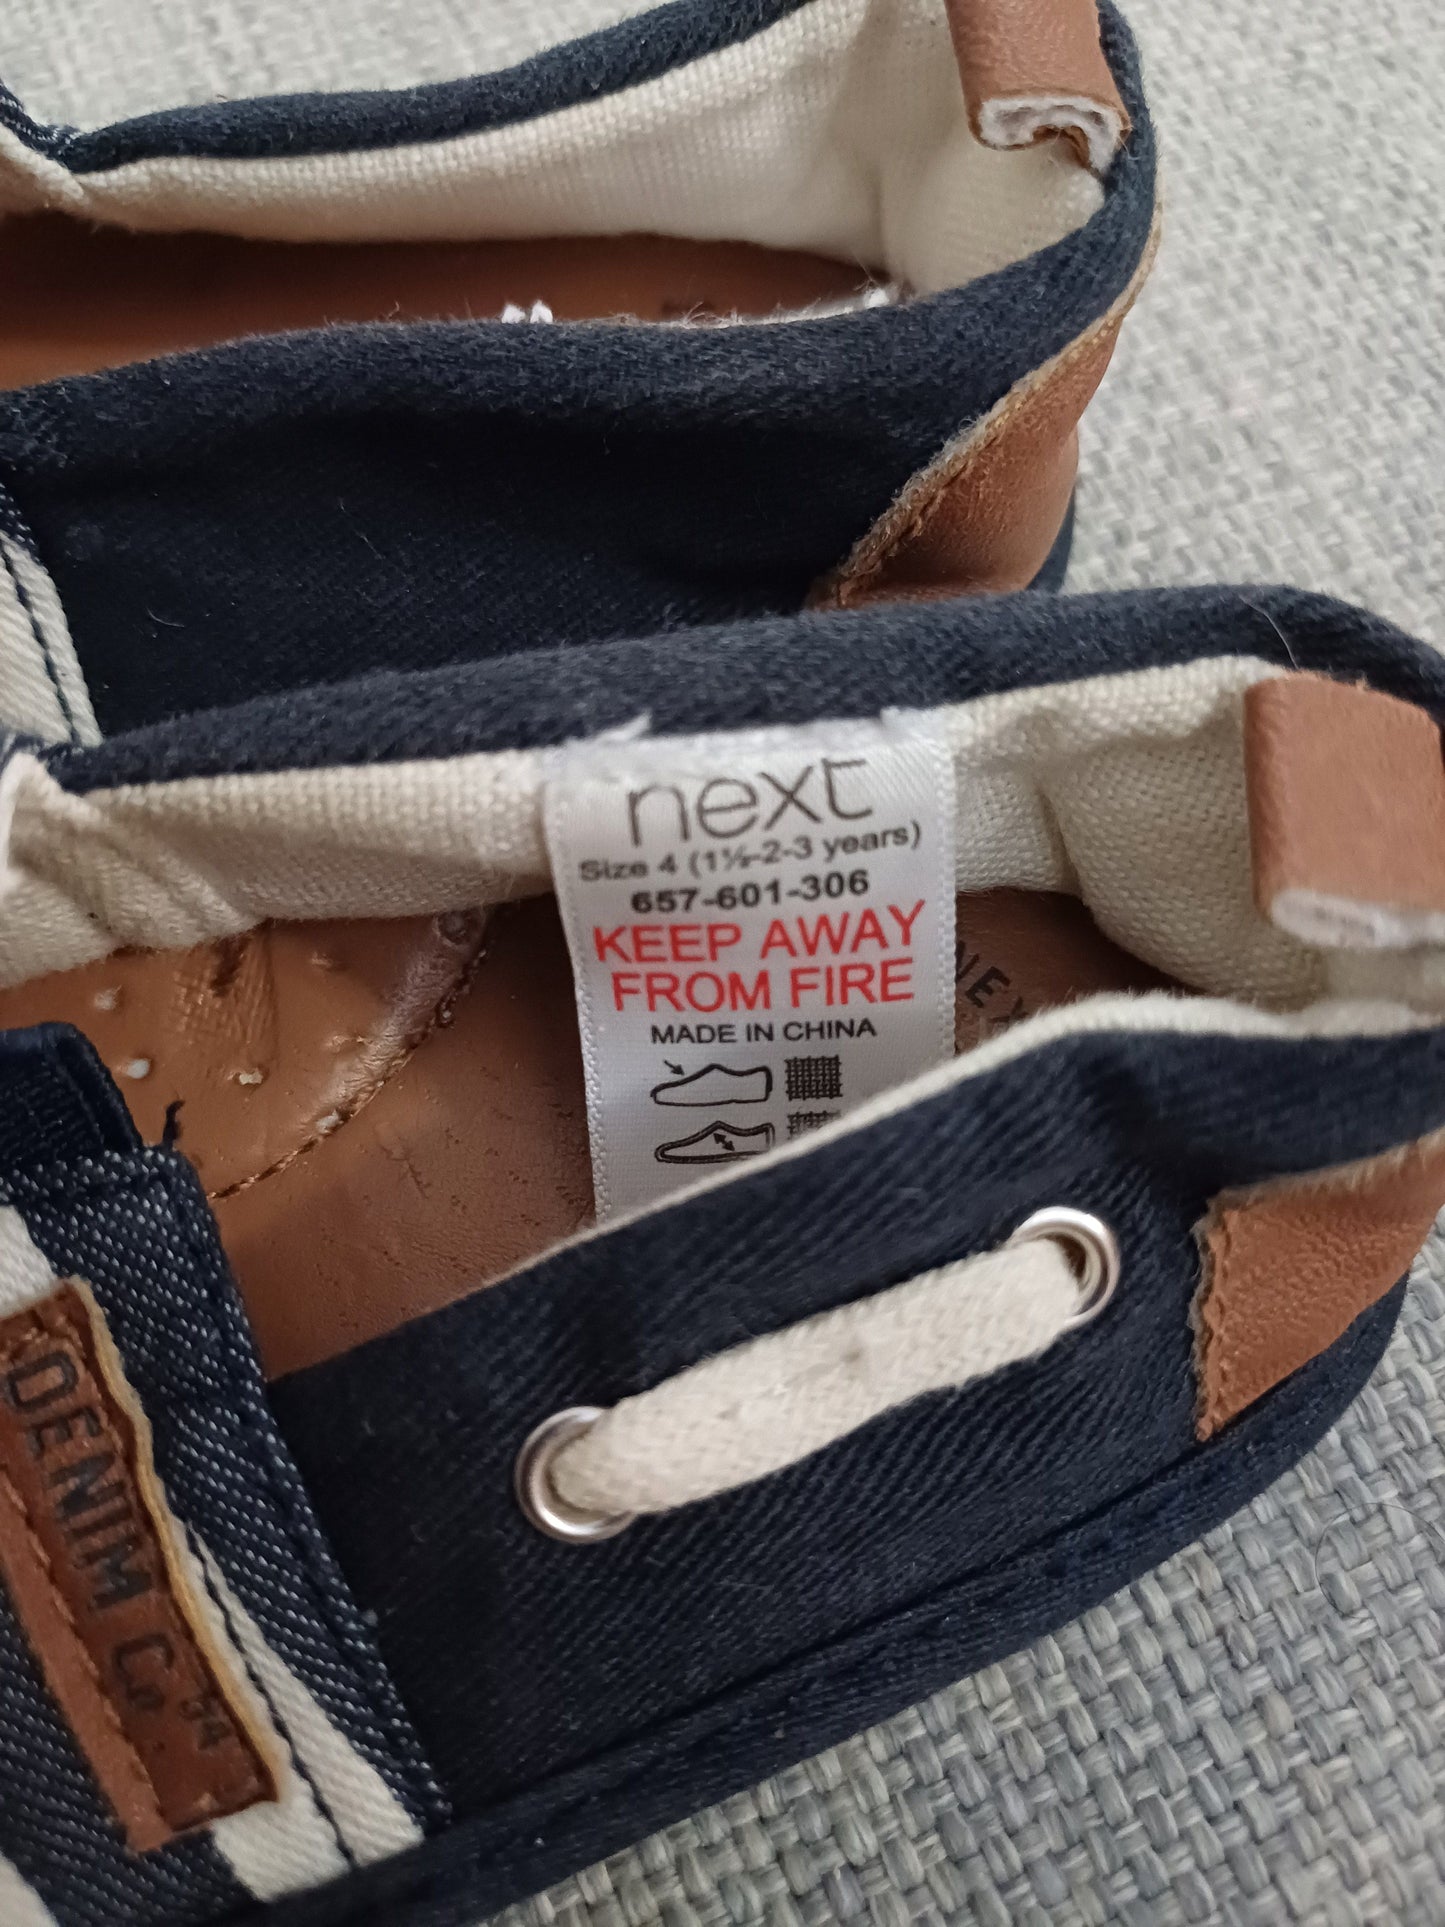 next
Size 4 (1½-2-3 years)
657-601-306
KEEP AWAY
FROM FIRE
MADE IN CHINA
DENIM Co. '54